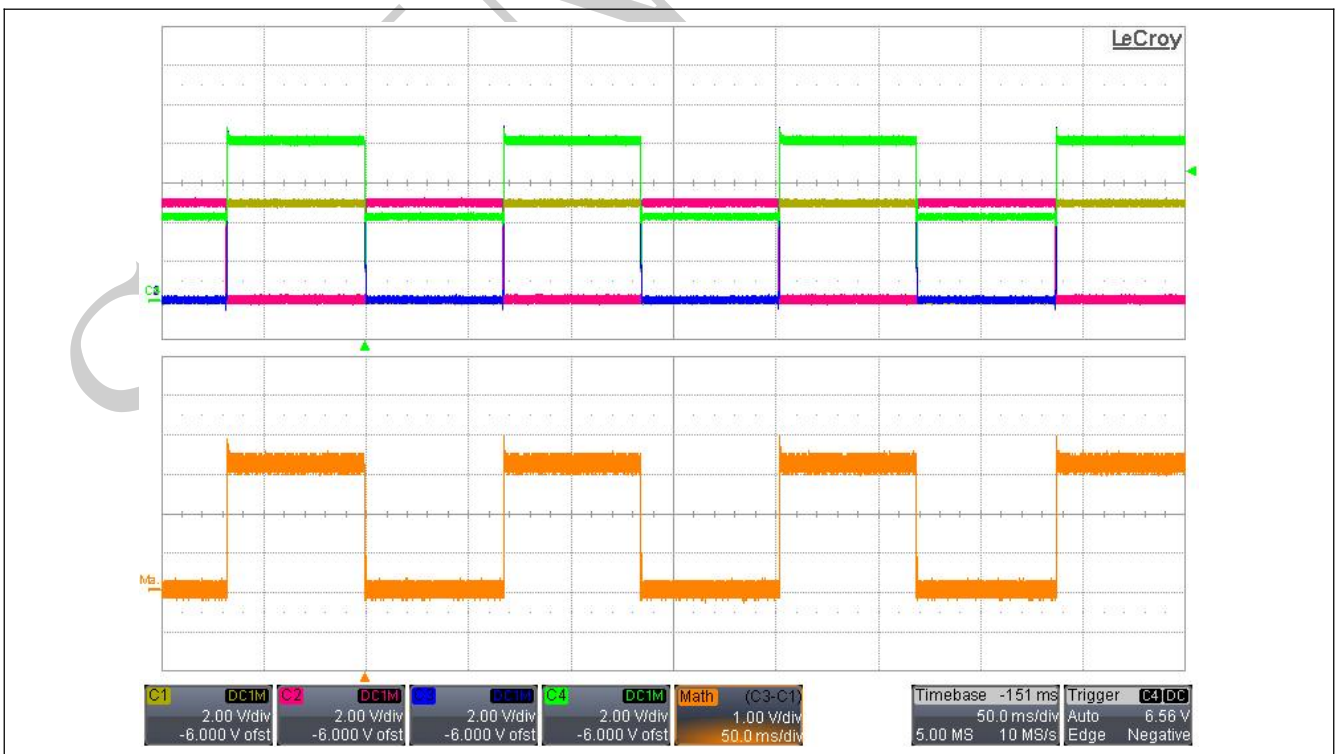 LeCroy
Ma.
C1 DC1M C2 DC1M DC1M C4 DC1M Math (C3-C1) Timebase -151 ms Trigger C4 DC
2.00 V/div 2.00 V/div 2.00 V/div 2.00 V/div 1.00 V/div 50.0 ms/div Auto 6.56 V
-6.000 V ofst -6.000 V ofst -6.000 V ofst -6.000 V ofst 50.0 ms/div 5.00 MS 10 MS/s Edge Negative